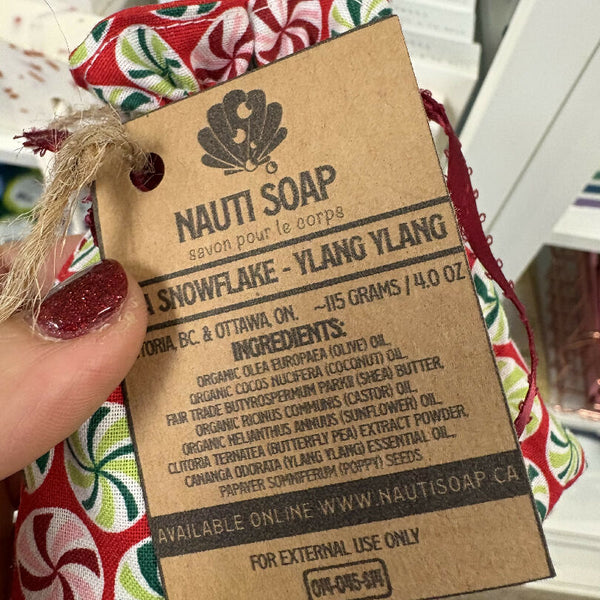 NAUTI SOAP
savon pour le corps
SNOWFLAKE - YLANG YLANG
BC. & OTTAWA, ON. ~115 GRAMS / 4.0 OZ
INGREDIENTS:
ORGANIC OLEA EUROPAEA (OLIVE) OIL,
ORGANIC COCOS NUCIFERA (COCONUT) OIL,
FAIR TRADE BUTYROSPERMUM PARKII (SHEA) BUTTER,
ORGANIC RICINUS COMMUNIS (CASTOR) OIL,
ORGANIC HELIANTHUS ANNUUS (SUNFLOWER) OIL,
CLITORIA TERNATEA (BUTTERFLY PEA) EXTRACT POWDER,
CANANGA ODORATA (YLANG YLANG) ESSENTIAL OIL,
PAPAVER SOMNIFERUM (POPPY) SEEDS
AVAILABLE ONLINE WWW.NAUTISOAP.CA
FOR EXTERNAL USE ONLY